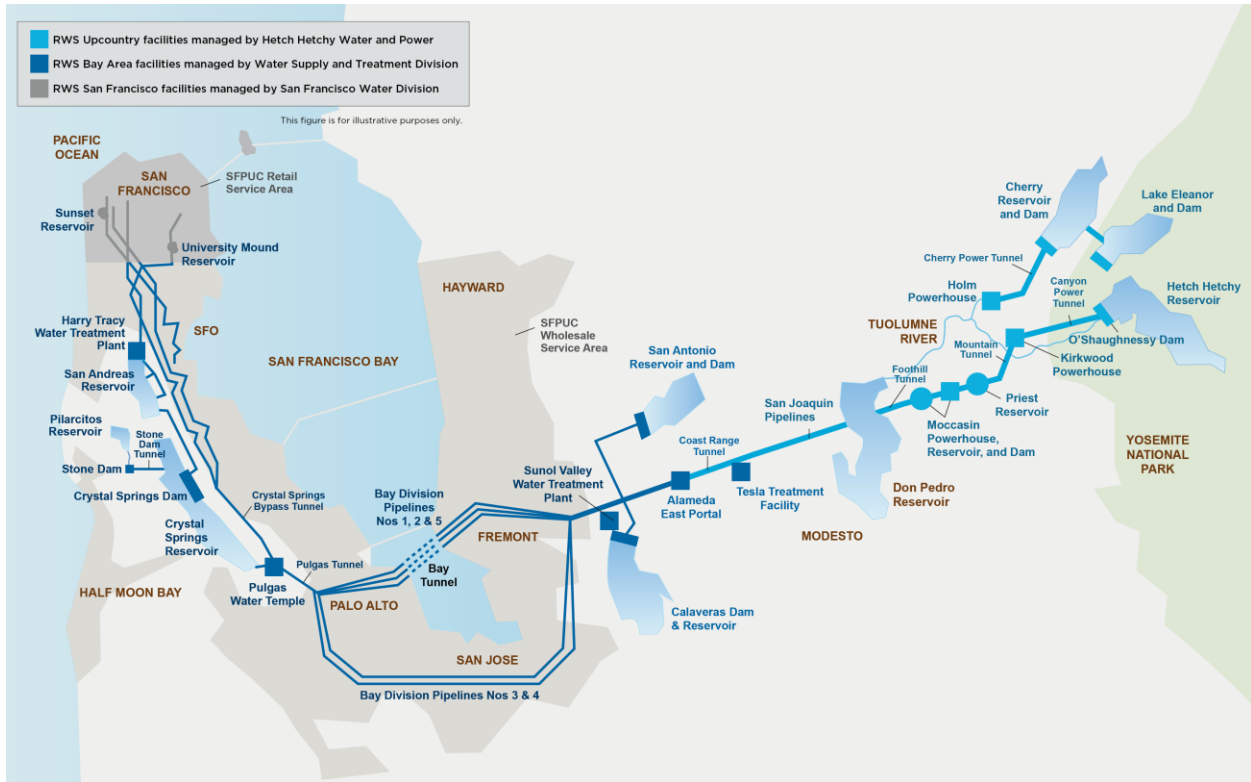 RWS Upcountry facilities managed by Hetch Hetchy Water and Power
RWS Bay Area facilities managed by Water Supply and Treatment Division
RWS San Francisco facilities managed by San Francisco Water Division
This figure is for illustrative purposes only.
PACIFIC
OCEAN
SAN
FRANCISCO
SFPUC Retail
Service Area
Sunset
Reservoir
University Mound
Reservoir
Cherry
Reservoir
and Dam
Lake Eleanor
and Dam
Cherry Power Tunnel
Holm
Powerhouse
Canyon
Power
Tunnel
Hetch Hetchy
Reservoir
HAYWARD
SFO
Harry Tracy
Water Treatment
Plant
SFPUC
Wholesale
Service Area
TUOLUMNE
RIVER
O'Shaughnessy Dam
Mountain
Tunnel
Kirkwood
Powerhouse
SAN FRANCISCO BAY
San Antonio
Reservoir and Dam
Foothill
Tunnel
San Andreas
Reservoir
Priest
Reservoir
San Joaquin
Pipelines
Moccasin
Powerhouse,
Reservoir, and Dam
Pilarcitos
Reservoir
Stone
Dam
Tunnel
Stone Dam
Coast Range
Tunnel
YOSEMITE
NATIONAL
PARK
Crystal Springs Dam
Crystal Springs
Bypass Tunnel
Bay Division
Pipelines
Nos 1, 2 & 5
Sunol Valley
Water Treatment
Plant
Alameda
East Portal
Tesla Treatment
Facility
Don Pedro
Reservoir
Crystal
Springs
Reservoir
FREMONT
MODESTO
Pulgas Tunnel
Bay
Tunnel
HALF MOON BAY
Pulgas
Water Temple
PALO ALTO
Calaveras Dam
& Reservoir
SAN JOSE
Bay Division Pipelines Nos 3 & 4